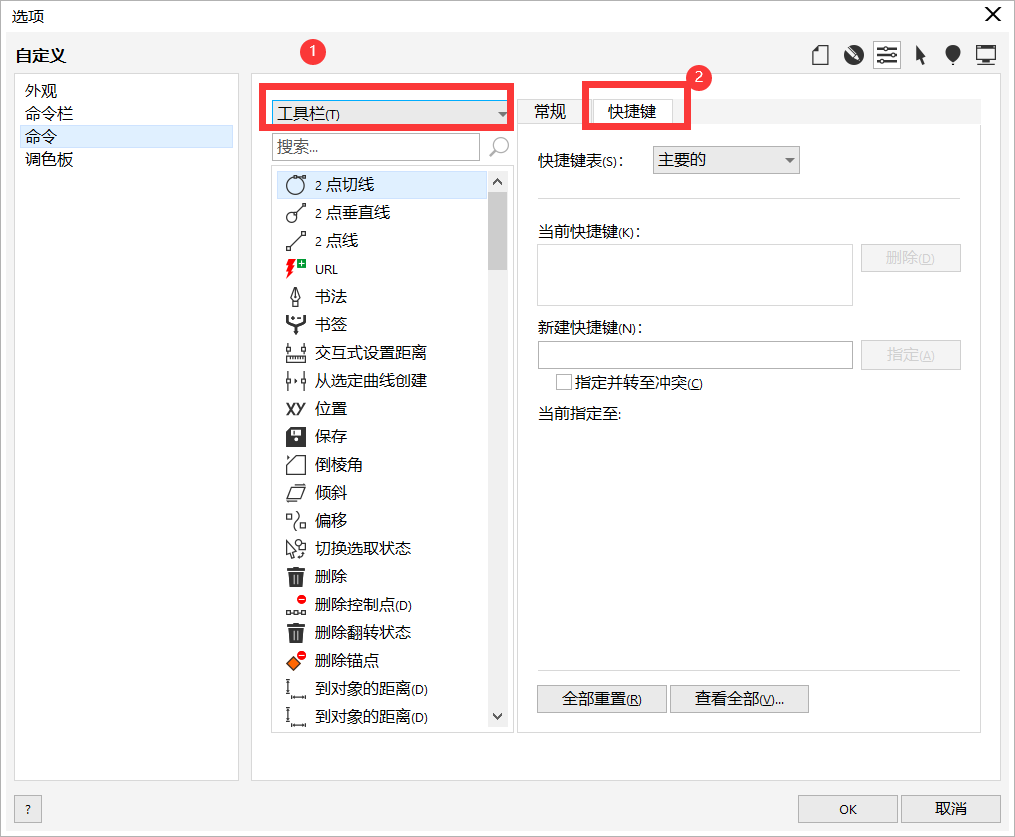 选项
自定义
1
2
外观
命令栏
命令
调色板
工具栏(T)
搜索...
2 点切线
2 点垂直线
2 点线
URL
书法
书签
交互式设置距离
从选定曲线创建
XY 位置
保存
倒棱角
倾斜
偏移
切换选取状态
删除
删除控制点(D)
删除翻转状态
删除锚点
到对象的距离(D)
到对象的距离(D)
常规
快捷键
快捷键表(S):
主要的
当前快捷键(K):
删除(D)
新建快捷键(N):
指定(A)
指定并转至冲突(C)
当前指定至:
全部重置(R)
查看全部(V)...
?
OK
取消